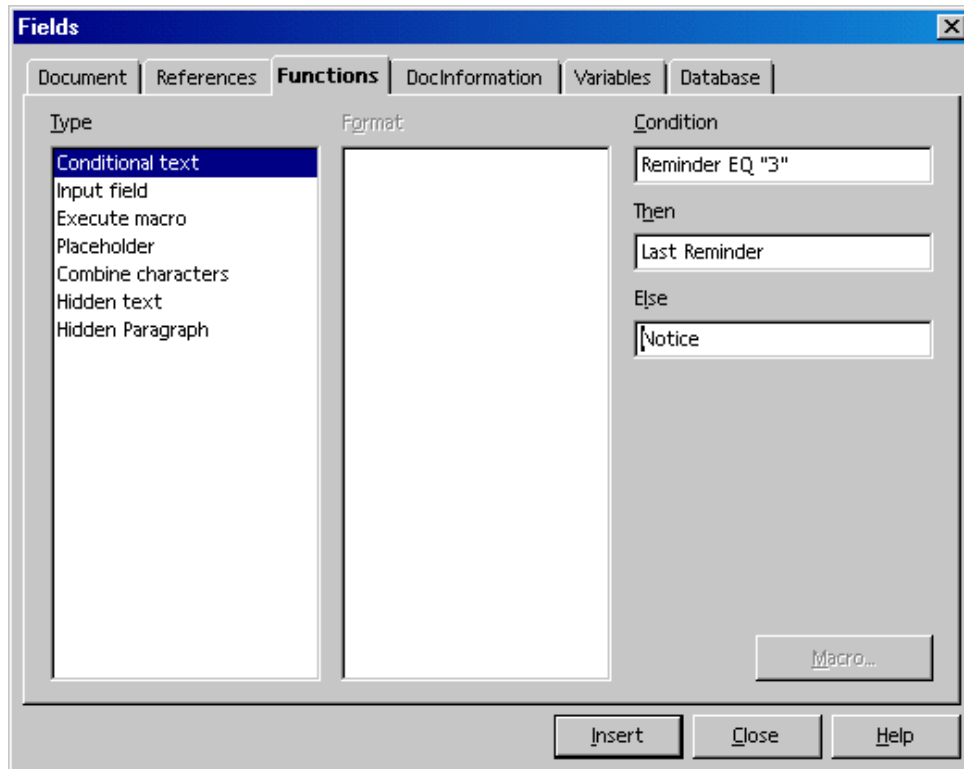 Fields
Document References Functions DocInformation Variables Database
Type
Conditional text
Input field
Execute macro
Placeholder
Combine characters
Hidden text
Hidden Paragraph
Format
Condition
Reminder EQ "3"
Then
Last Reminder
Else
Notice
Macro...
Insert Close Help